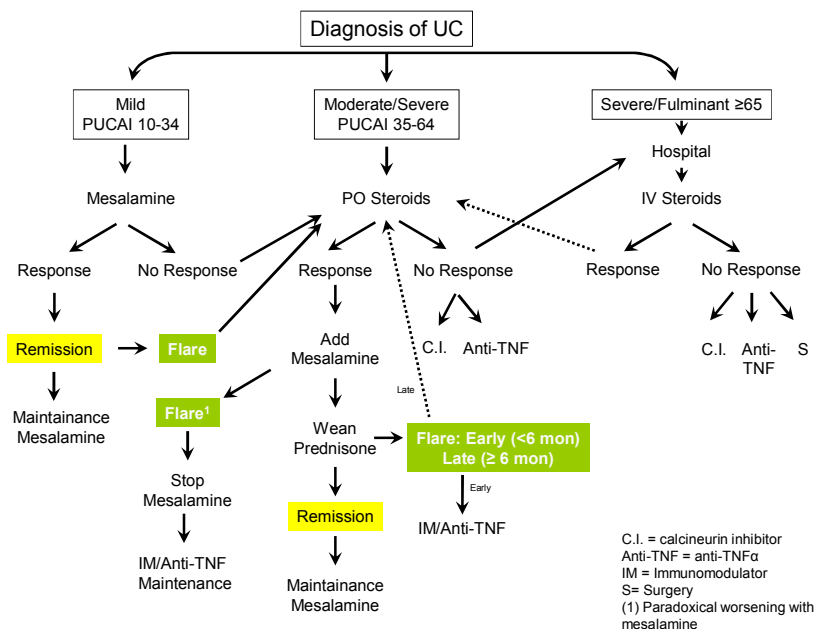 Diagnosis of UC
Mild
PUCAI 10-34
Moderate/Severe
PUCAI 35-64
Severe/Fulminant ≥65
Hospital
Mesalamine
PO Steroids
IV Steroids
Response
No Response
Response
No Response
Response
No Response
Remission
Flare
Add
Mesalamine
C.I.
Anti-TNF
C.I.
Anti-
TNF
S
Maintainance
Mesalamine
Flare¹
Wean
Prednisone
Late
Flare: Early (<6 mon)
Late (≥ 6 mon)
Stop
Mesalamine
Early
Remission
IM/Anti-TNF
IM/Anti-TNF
Maintenance
Maintainance
Mesalamine
C.I. = calcineurin inhibitor
Anti-TNF = anti-TNFα
IM = Immunomodulator
S= Surgery
(1) Paradoxical worsening with
mesalamine